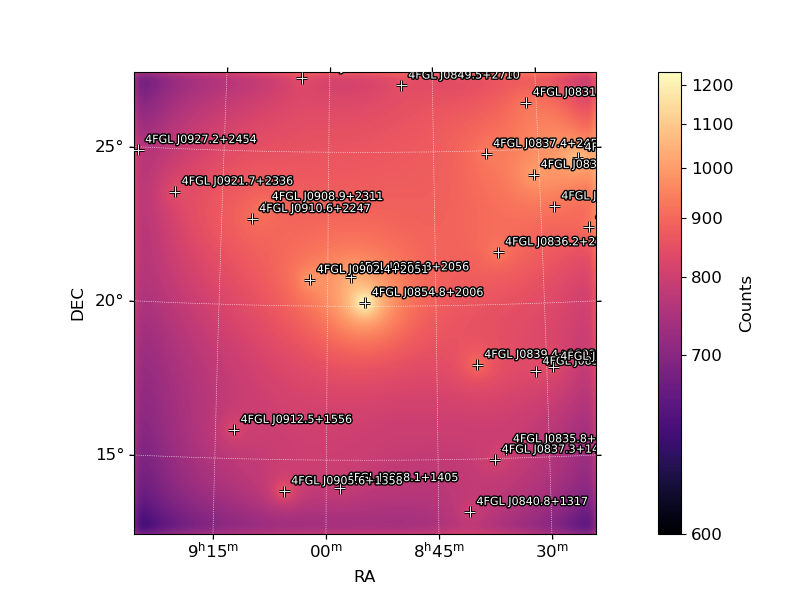 4FGL J0849.5+2710
4FGL J0831
4FGL J0927.2+2454
4FGL J0837.4+24
4FGL J083
4FGL J0921.7+2336
4FGL J0908.9+2311
4FGL J
4FGL J0910.6+2247
4FGL J0836.2+2
4FGL J0902.4+2051
+2056
4FGL J0854.8+2006
4FGL J0839.4
4FGL J0912.5+1556
4FGL J0835.8+
4FGL J0837.3+14
4FGL J0905.6+1358
.1+1405
4FGL J0840.8+1317
25°
20°
15°
DEC
9h15m
00m
8h45m
30m
RA
1200
1100
1000
900
800
700
600
Counts